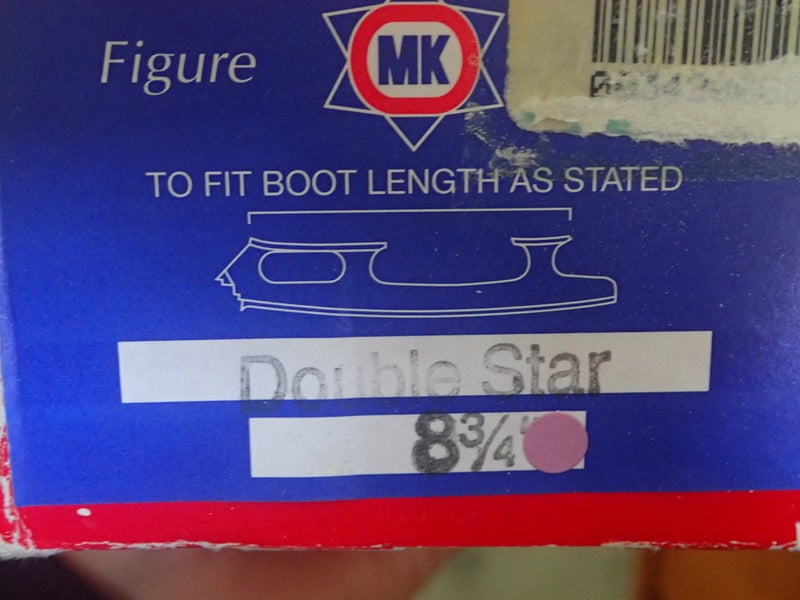 Figure
MK
TO FIT BOOT LENGTH AS STATED
Double Star
8¾"